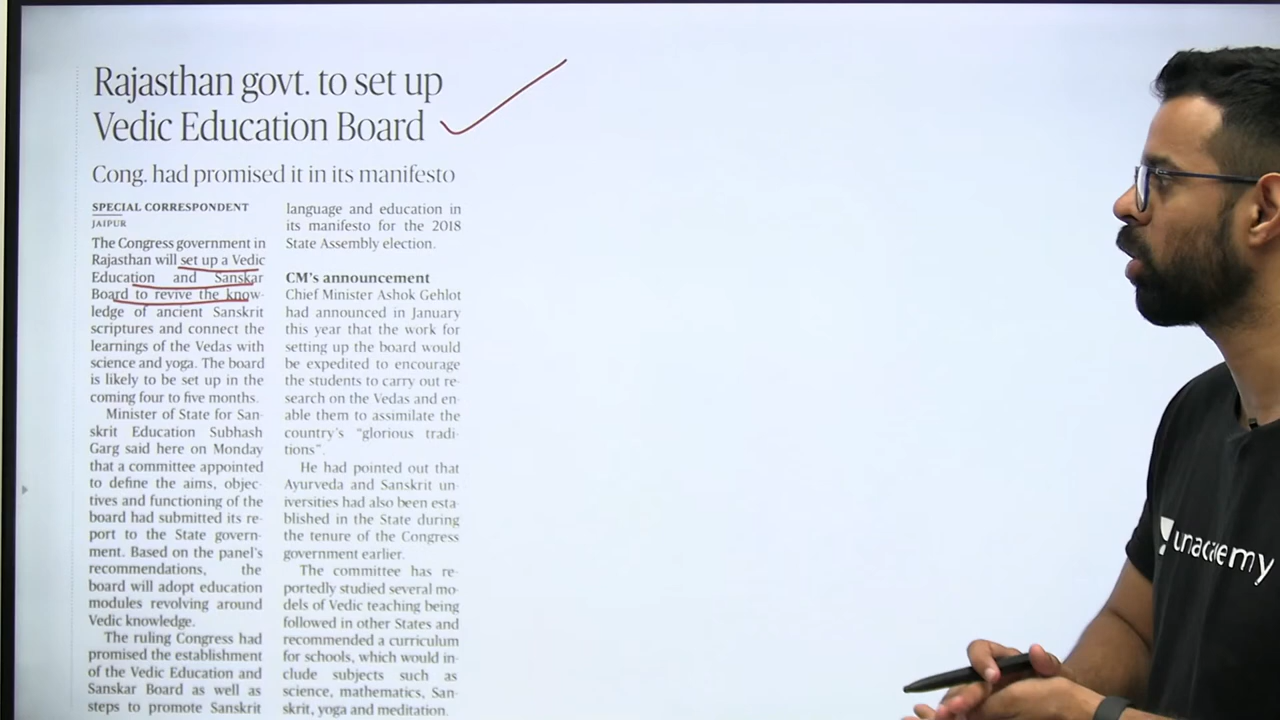 Rajasthan govt. to set up
Vedic Education Board
Cong. had promised it in its manifesto
SPECIAL CORRESPONDENT
JAIPUR
The Congress government in
Rajasthan will set up a Vedic
Education and Sanskar
Board to revive the know-
ledge of ancient Sanskrit
scriptures and connect the
learnings of the Vedas with
science and yoga. The board
is likely to be set up in the
coming four to five months.
Minister of State for San-
skrit Education Subhash
Garg said here on Monday
that a committee appointed
to define the aims, objec-
tives and functioning of the
board had submitted its re-
port to the State govern-
ment. Based on the panel's
recommendations, the
board will adopt education
modules revolving around
Vedic knowledge.
The ruling Congress had
promised the establishment
of the Vedic Education and
Sanskar Board as well as
steps to promote Sanskrit
language and education in
its manifesto for the 2018
State Assembly election.
CM's announcement
Chief Minister Ashok Gehlot
had announced in January
this year that the work for
setting up the board would
be expedited to encourage
the students to carry out re-
search on the Vedas and en-
able them to assimilate the
country's "glorious tradi-
tions".
He had pointed out that
Ayurveda and Sanskrit un-
iversities had also been esta-
blished in the State during
the tenure of the Congress
government earlier.
The committee has re-
portedly studied several mo-
dels of Vedic teaching being
followed in other States and
recommended a curriculum
for schools, which would in-
clude subjects such as
science, mathematics, San-
skrit, yoga and meditation.
unacademy